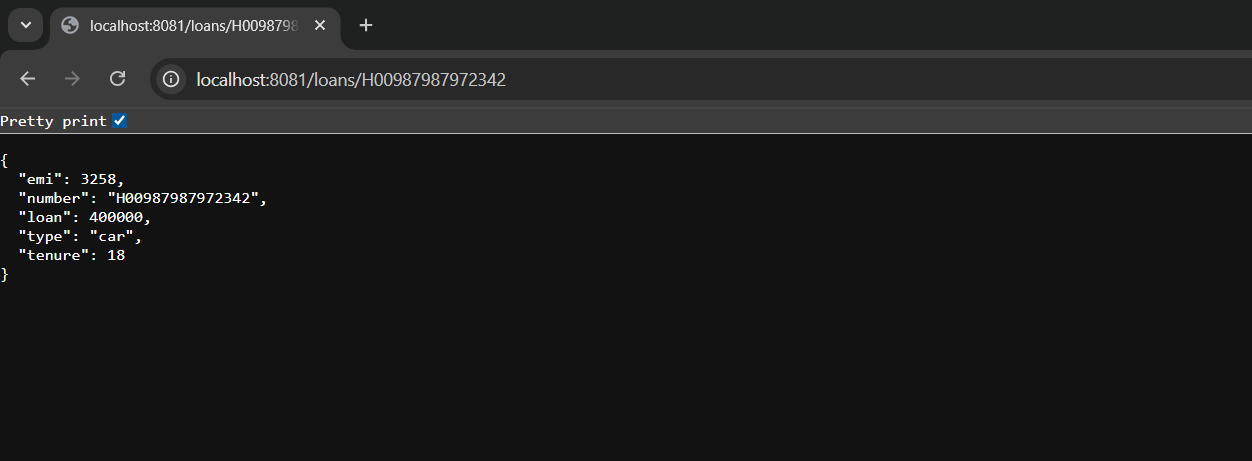 localhost:8081/loans/H0098798
localhost:8081/loans/H00987987972342
Pretty print
{
  "emi": 3258,
  "number": "H00987987972342",
  "loan": 400000,
  "type": "car",
  "tenure": 18
}